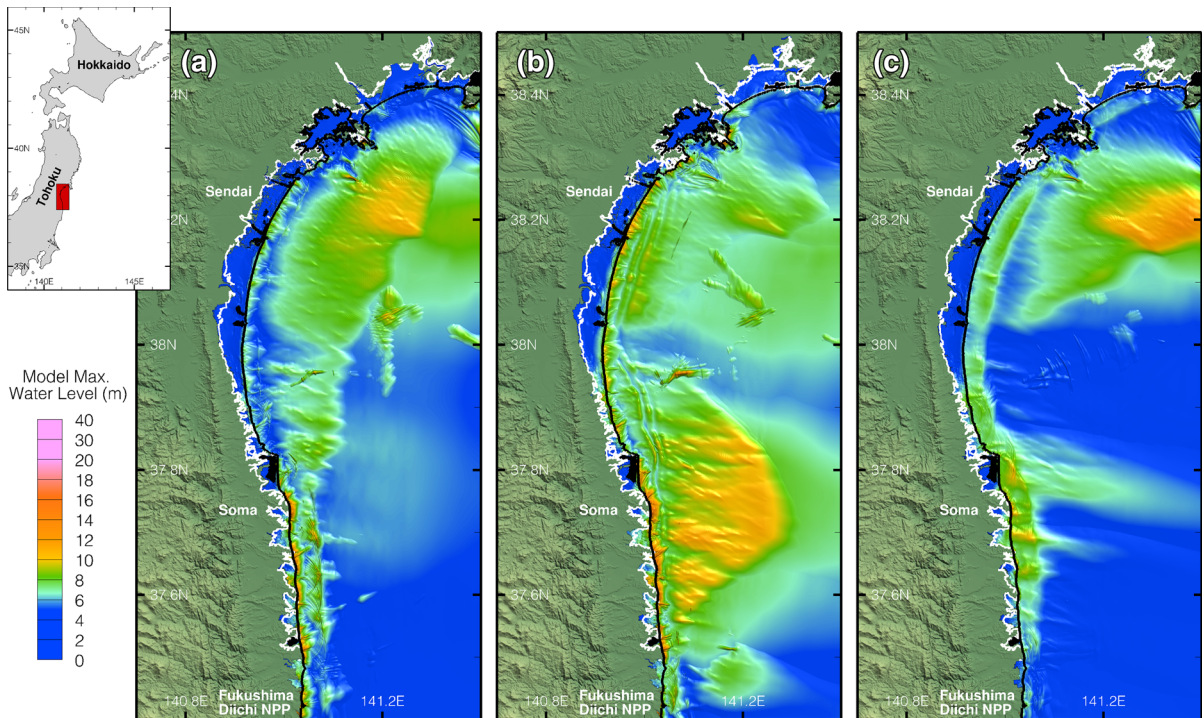 45N
Hokkaido
40N
Tohoku
35N
140E
145E
Model Max.
Water Level (m)
40
30
20
18
16
14
12
10
8
6
4
2
0
(a)
4N
Sendai
2N
38N
37.8N
Soma
37.6N
Fukushima
Diichi NPP
140.8E
141.2E
(b)
38.4N
Sendai
38.2N
38N
37.8N
Soma
37.6N
Fukushima
Diichi NPP
140.8E
141.2E
(c)
38.4N
Sendai
38.2N
38N
37.8N
Soma
37.6N
Fukushima
Diichi NPP
140.8E
141.2E